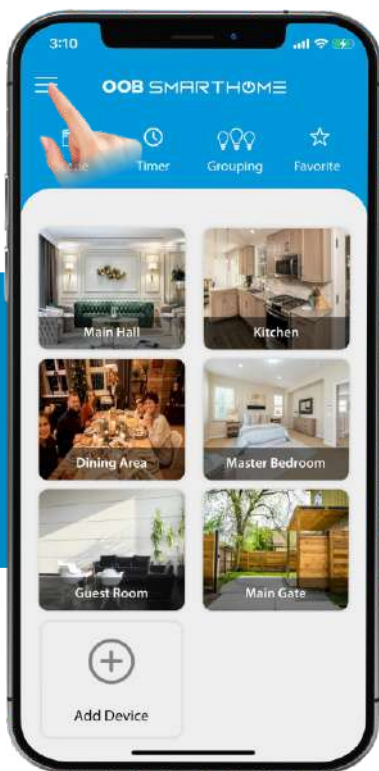 3:10
OOB SMARTHOME
Timer Grouping Favorite
Main Hall Kitchen
Dining Area Master Bedroom
Guest Room Main Gate
Add Device